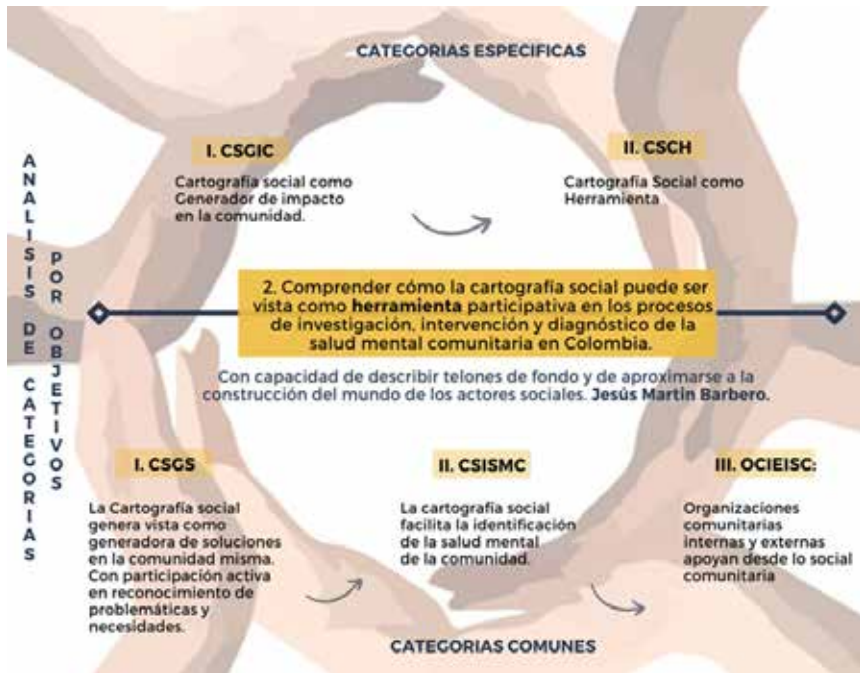 CATEGORIAS ESPECIFICAS
ANALISIS DE CATEGORIAS
POR OBJETIVOS
I. CSGIC
Cartografía social como
Generador de impacto
en la comunidad.
II. CSCH
Cartografía Social como
Herramienta
2. Comprender cómo la cartografía social puede ser
vista como herramienta participativa en los procesos
de investigación, intervención y diagnóstico de la
salud mental comunitaria en Colombia.
Con capacidad de describir telones de fondo y de aproximarse a la
construcción del mundo de los actores sociales. Jesús Martin Barbero.
I. CSGS
La Cartografía social
genera vista como
generadora de soluciones
en la comunidad misma.
Con participación activa
en reconocimiento de
problemáticas y
necesidades.
II. CSISMC
La cartografía social
facilita la identificación
de la salud mental
de la comunidad.
III. OCIEISC:
Organizaciones
comunitarias
internas y externas
apoyan desde lo social
comunitaria
CATEGORIAS COMUNES